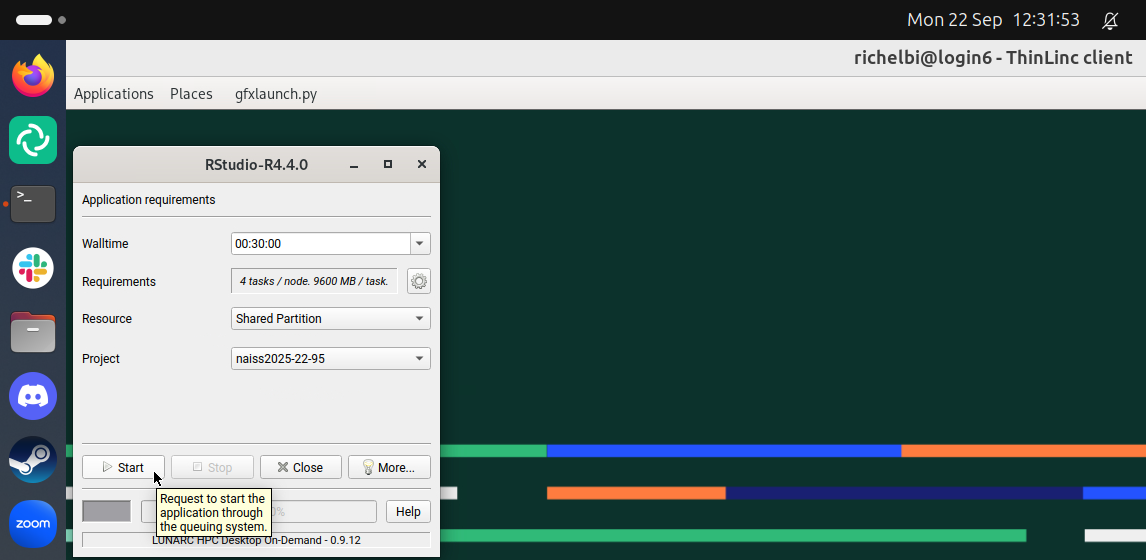 Mon 22 Sep 12:31:53
richelbi@login6 - ThinLinc client
Applications Places gfxlaunch.py
>_
RStudio-R4.4.0
Application requirements
Walltime 00:30:00
Requirements 4 tasks / node. 9600 MB / task.
Resource Shared Partition
Project naiss2025-22-95
Start Stop Close More...
Request to start the
application through
the queuing system.
0% Help
LUNARC HPC Desktop On-Demand - 0.9.12
zoom